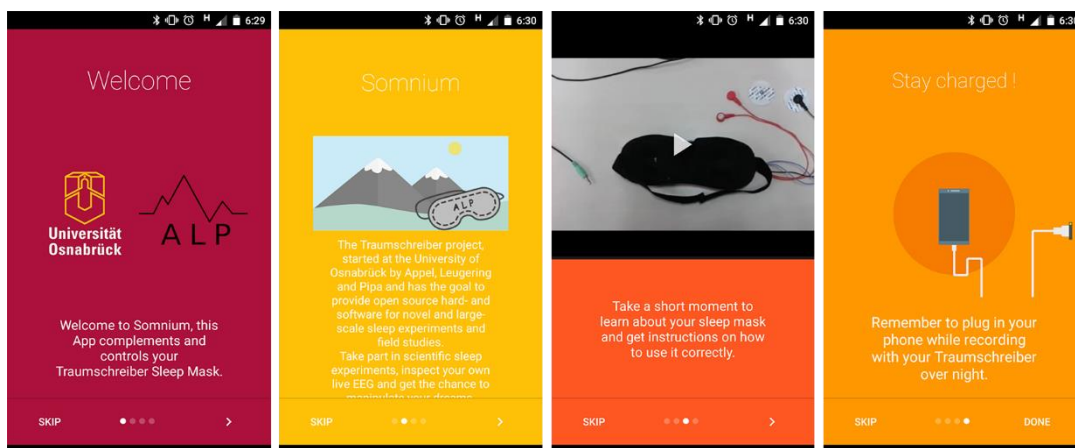 H 6:29
Welcome
Universität
Osnabrück
ALP
Welcome to Somnium, this
App complements and
controls your
Traumschreiber Sleep Mask.
SKIP
H 6:30
Somnium
ALP
The Traumschreiber project,
started at the University of
Osnabrück by Appel, Leugering
and Pipa and has the goal to
provide open source hard- and
software for novel and large-
scale sleep experiments and
field studies.
Take part in scientific sleep
experiments, inspect your own
live EEG and get the chance to
manipulate your dreams
SKIP
H 6:30
Take a short moment to
learn about your sleep mask
and get instructions on how
to use it correctly.
SKIP
H 6:30
Stay charged !
Remember to plug in your
phone while recording
with your Traumschreiber
over night.
SKIP DONE